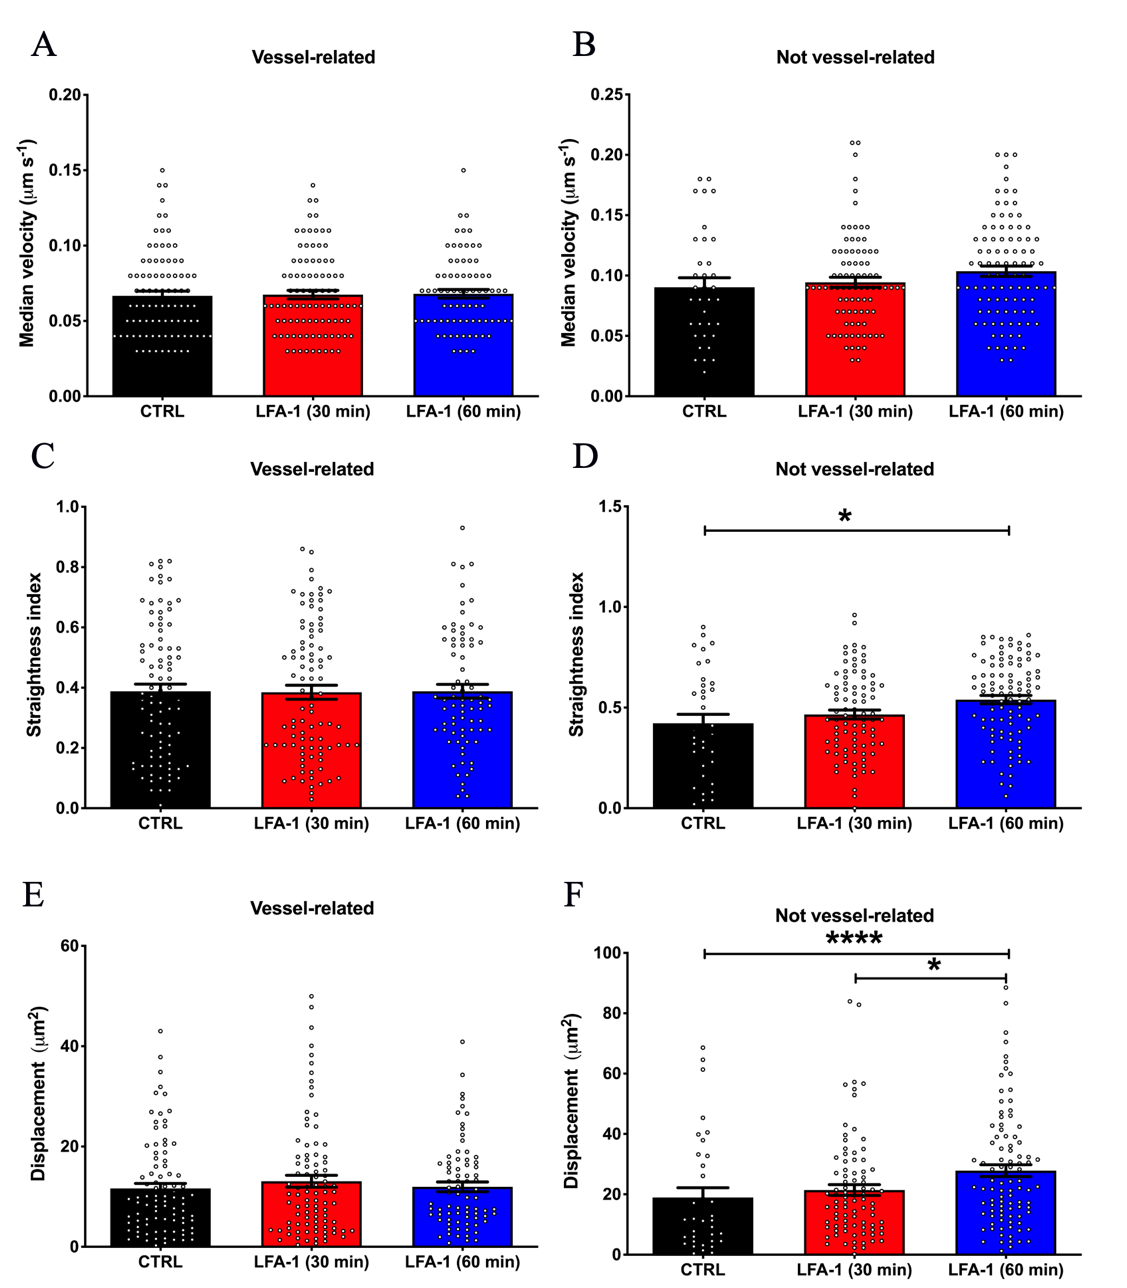 A
Vessel-related
Median velocity (μm s-1)
0.20
0.15
0.10
0.05
0.00
CTRL
LFA-1 (30 min)
LFA-1 (60 min)
B
Not vessel-related
Median velocity (μm s-1)
0.25
0.20
0.15
0.10
0.05
0.00
CTRL
LFA-1 (30 min)
LFA-1 (60 min)
C
Vessel-related
Straightness index
1.0
0.8
0.6
0.4
0.2
0.0
CTRL
LFA-1 (30 min)
LFA-1 (60 min)
D
Not vessel-related
*
Straightness index
1.5
1.0
0.5
0.0
CTRL
LFA-1 (30 min)
LFA-1 (60 min)
E
Vessel-related
Displacement (μm2)
60
40
20
0
CTRL
LFA-1 (30 min)
LFA-1 (60 min)
F
Not vessel-related
****
*
Displacement (μm2)
100
80
60
40
20
0
CTRL
LFA-1 (30 min)
LFA-1 (60 min)